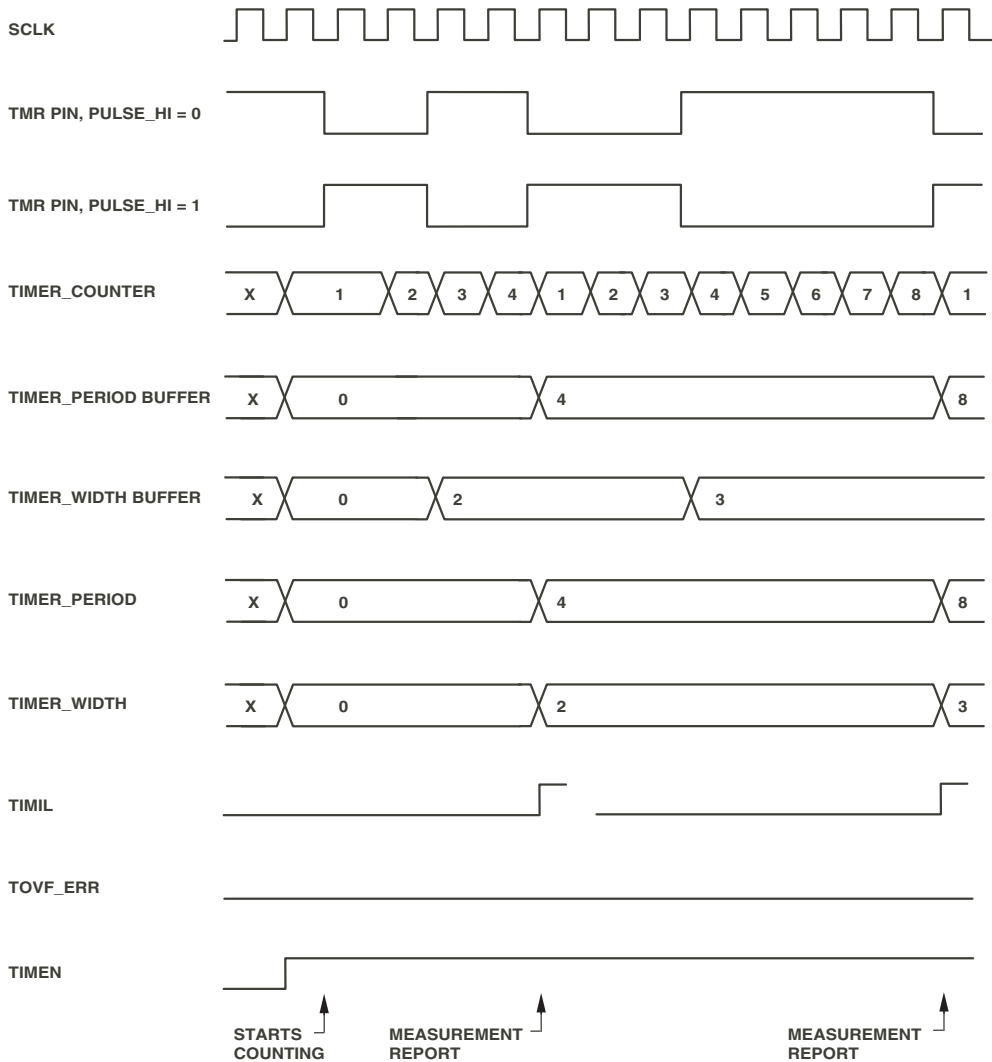 SCLK
TMR PIN, PULSE_HI = 0
TMR PIN, PULSE_HI = 1
TIMER_COUNTER X 1 2 3 4 1 2 3 4 5 6 7 8 1
TIMER_PERIOD BUFFER X 0 4 8
TIMER_WIDTH BUFFER X 0 2 3
TIMER_PERIOD X 0 4 8
TIMER_WIDTH X 0 2 3
TIMIL
TOVF_ERR
TIMEN
STARTS
COUNTING
MEASUREMENT
REPORT
MEASUREMENT
REPORT